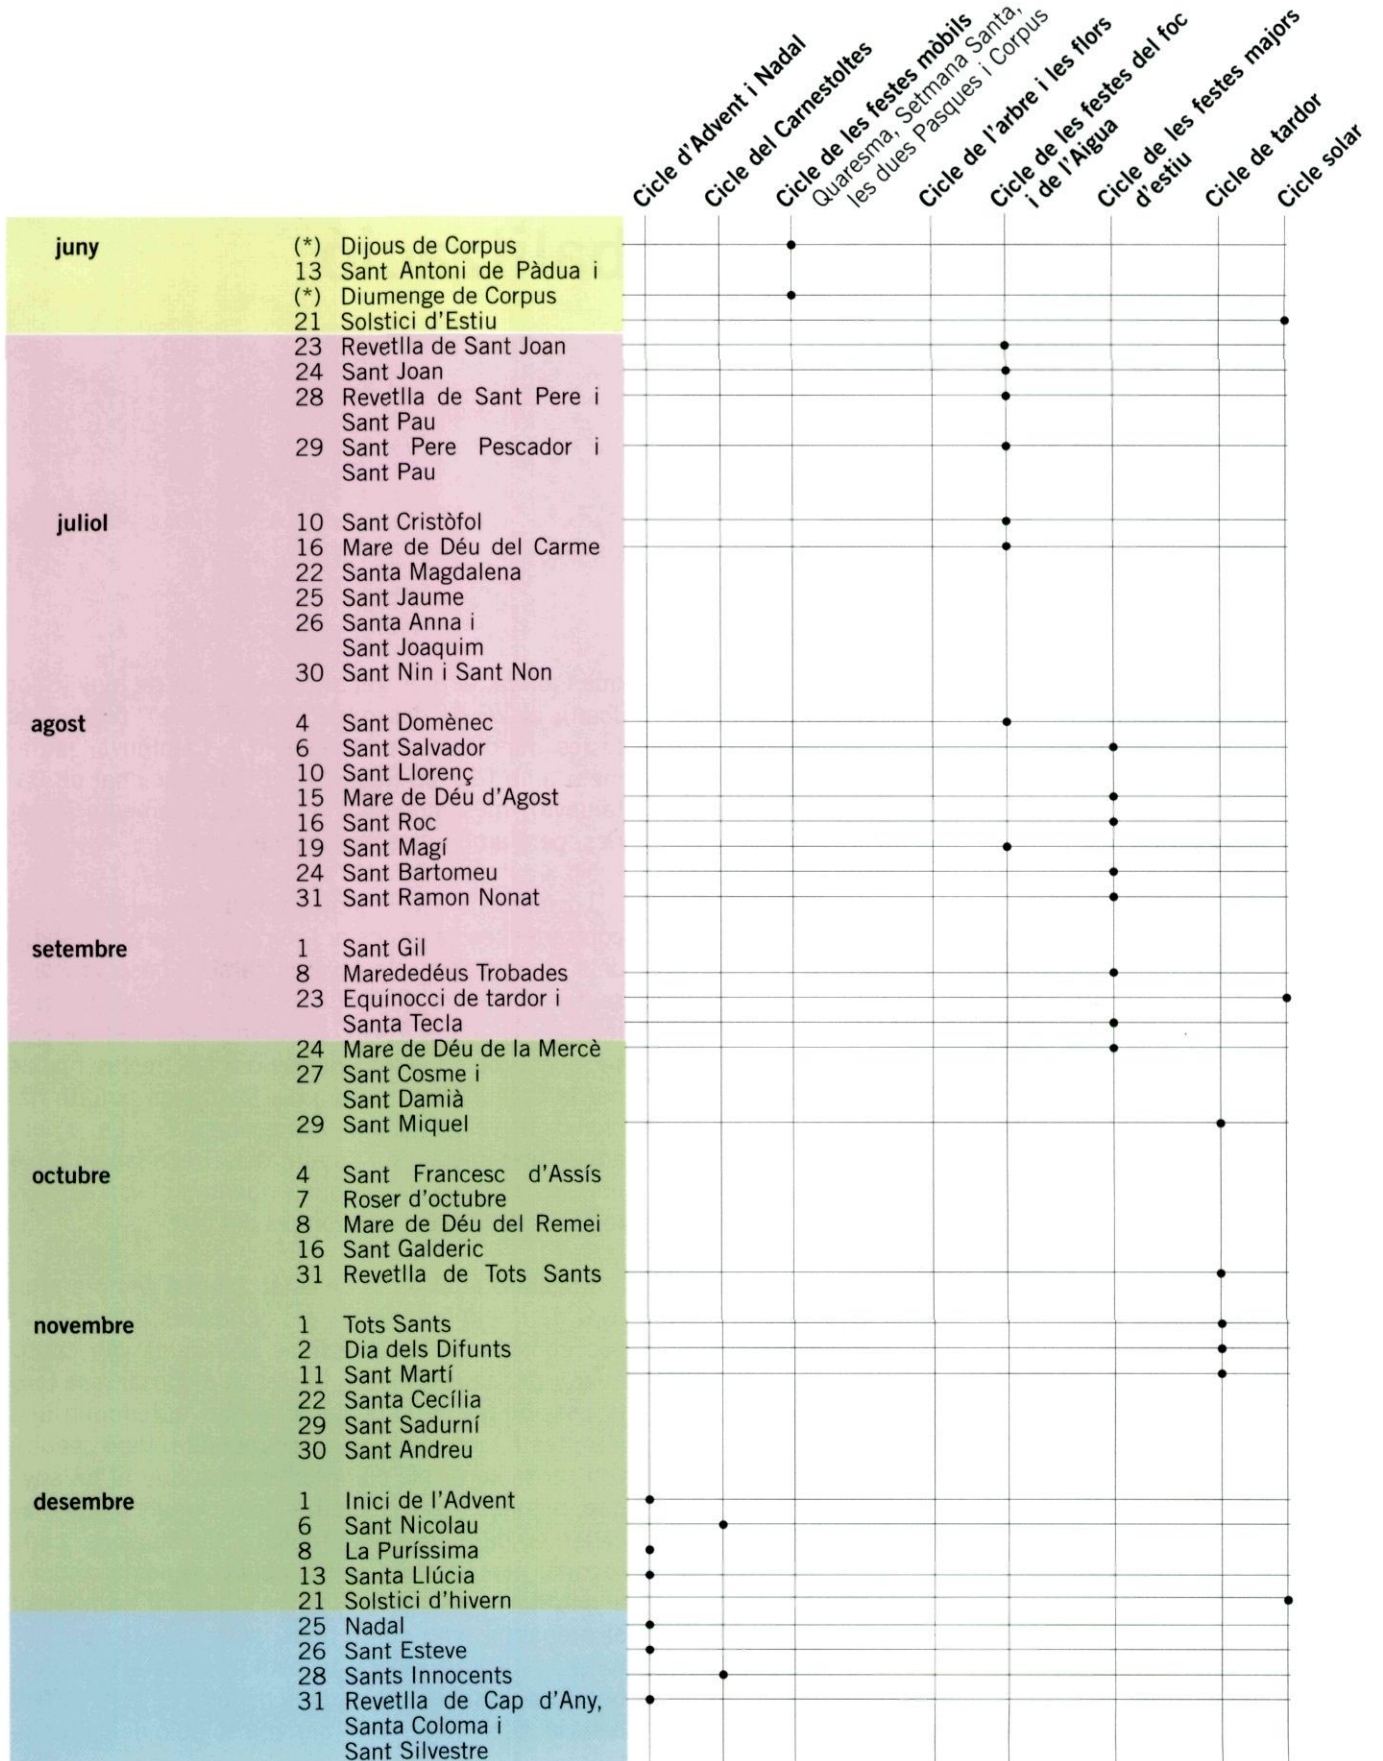 Cicle d'Advent i Nadal
Cicle del Carnestoltes
Cicle de les festes mòbils
Quaresma, Setmana Santa,
les dues Pasques i Corpus
Cicle de l'arbre i les flors
Cicle de les festes del foc
i de l'Aigua
Cicle de les festes majors
d'estiu
Cicle de tardor
Cicle solar
juny (*) Dijous de Corpus
13 Sant Antoni de Pàdua i
(*) Diumenge de Corpus
21 Solstici d'Estiu
23 Revetlla de Sant Joan
24 Sant Joan
28 Revetlla de Sant Pere i
Sant Pau
29 Sant Pere Pescador i
Sant Pau
juliol 10 Sant Cristòfol
16 Mare de Déu del Carme
22 Santa Magdalena
25 Sant Jaume
26 Santa Anna i
Sant Joaquim
30 Sant Nin i Sant Non
agost 4 Sant Domènec
6 Sant Salvador
10 Sant Llorenç
15 Mare de Déu d'Agost
16 Sant Roc
19 Sant Magí
24 Sant Bartomeu
31 Sant Ramon Nonat
setembre 1 Sant Gil
8 Marededéus Trobades
23 Equínocci de tardor i
Santa Tecla
24 Mare de Déu de la Mercè
27 Sant Cosme i
Sant Damià
29 Sant Miquel
octubre 4 Sant Francesc d'Assís
7 Roser d'octubre
8 Mare de Déu del Remei
16 Sant Galderic
31 Revetlla de Tots Sants
novembre 1 Tots Sants
2 Dia dels Difunts
11 Sant Martí
22 Santa Cecília
29 Sant Sadurní
30 Sant Andreu
desembre 1 Inici de l'Advent
6 Sant Nicolau
8 La Puríssima
13 Santa Llúcia
21 Solstici d'hivern
25 Nadal
26 Sant Esteve
28 Sants Innocents
31 Revetlla de Cap d'Any,
Santa Coloma i
Sant Silvestre